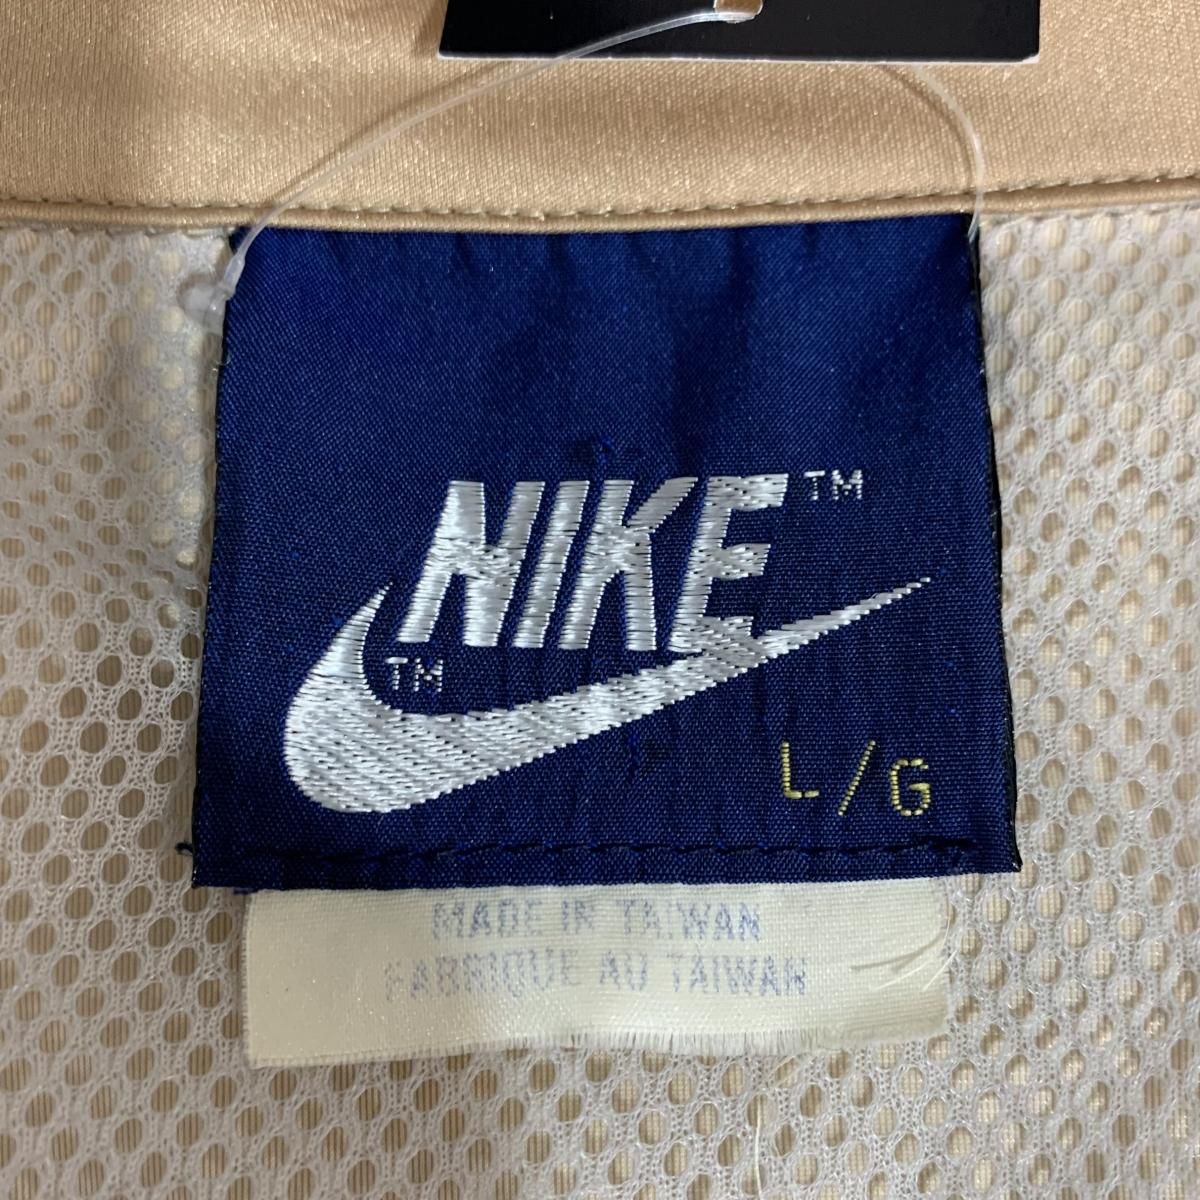 NIKE™
™
L/G
MADE IN TAIWAN
FABRIQUE AU TAIWAN